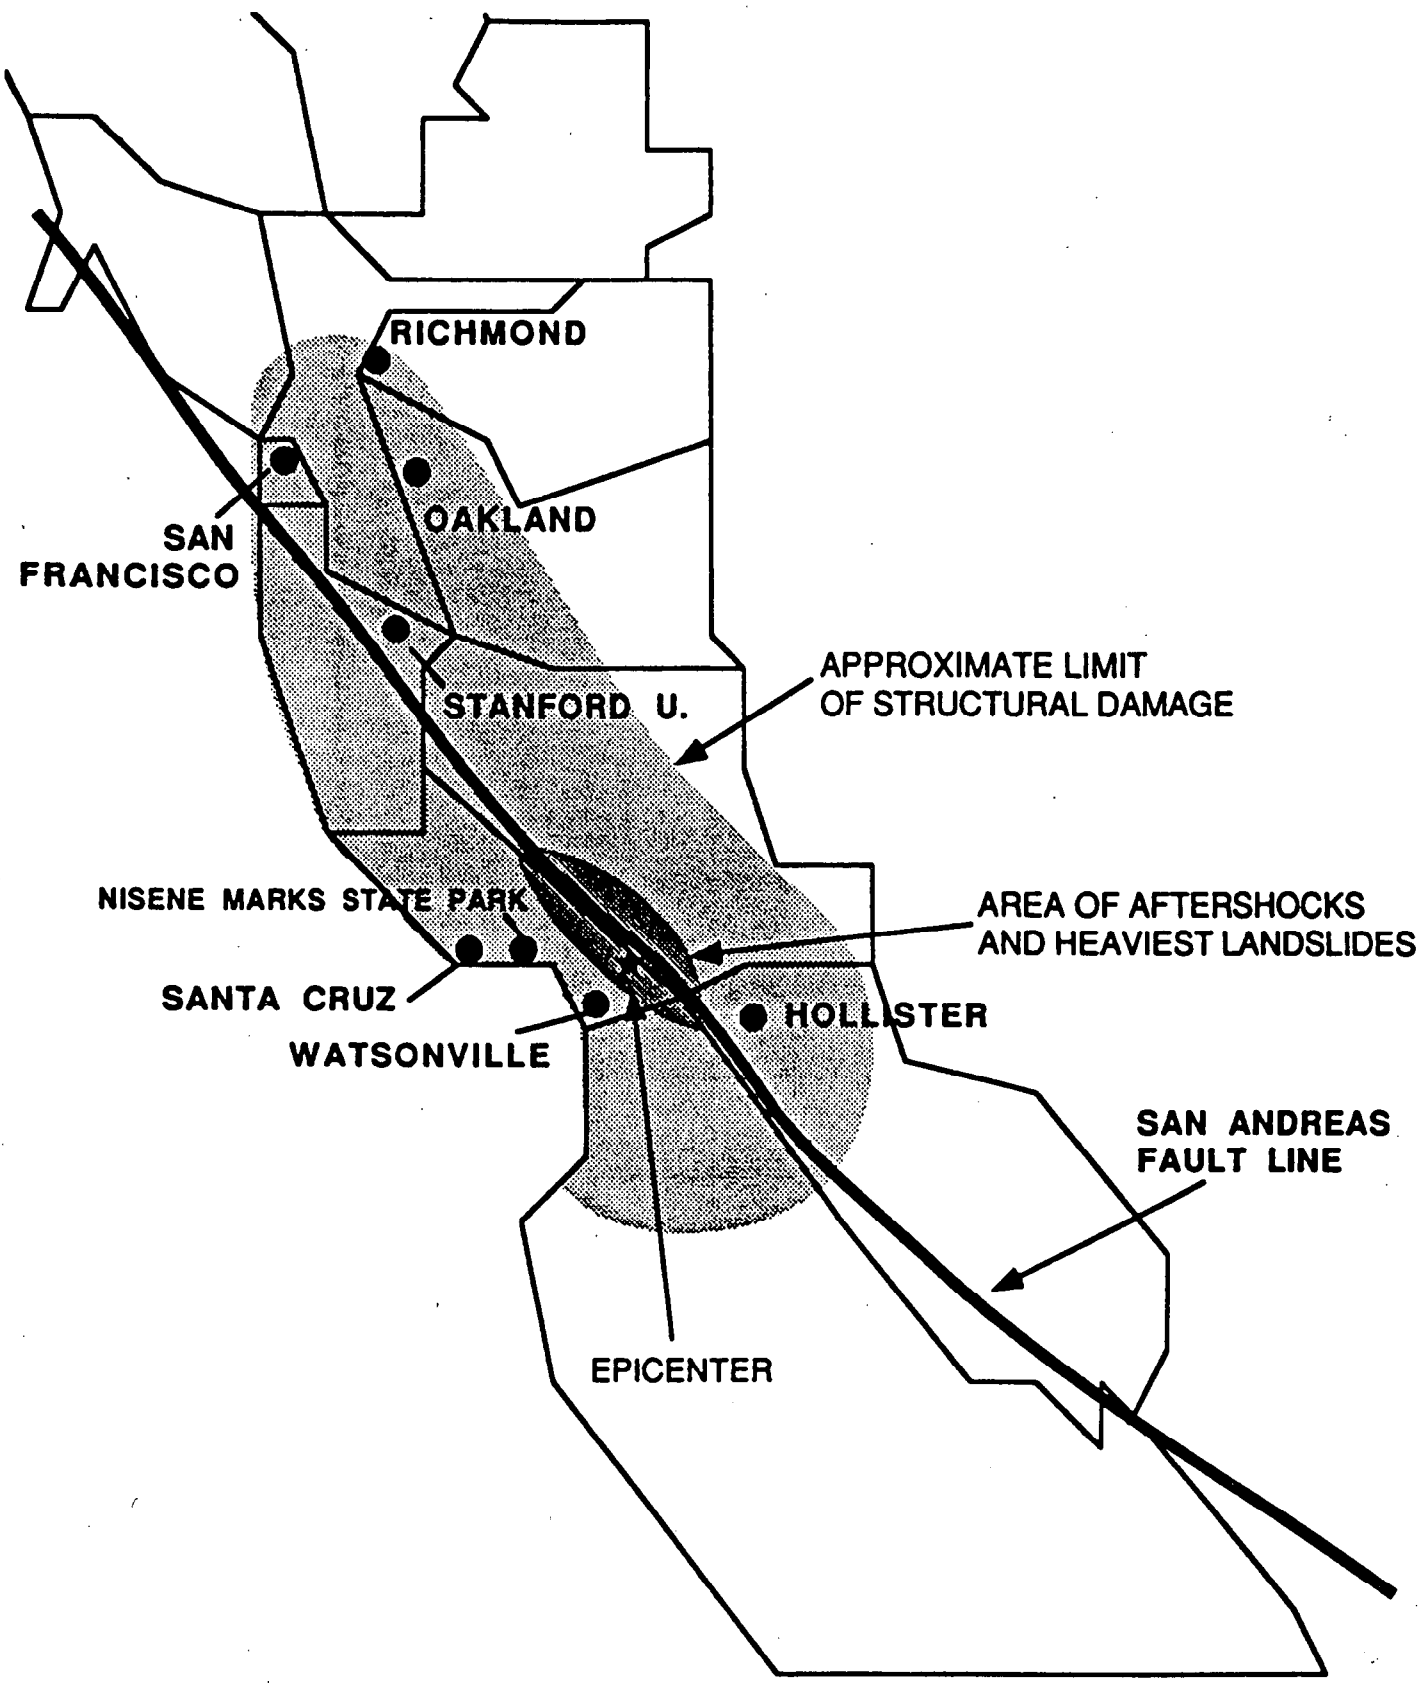 RICHMOND
OAKLAND
SAN
FRANCISCO
APPROXIMATE LIMIT
OF STRUCTURAL DAMAGE
STANFORD U.
NISENE MARKS STATE PARK
AREA OF AFTERSHOCKS
AND HEAVIEST LANDSLIDES
SANTA CRUZ
HOLLISTER
WATSONVILLE
SAN ANDREAS
FAULT LINE
EPICENTER